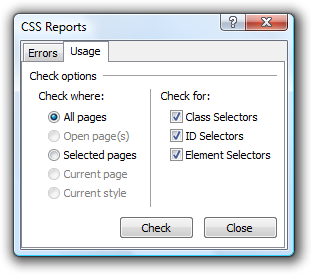 CSS Reports
Errors Usage
Check options
Check where:
All pages
Open page(s)
Selected pages
Current page
Current style
Check for:
Class Selectors
ID Selectors
Element Selectors
Check Close